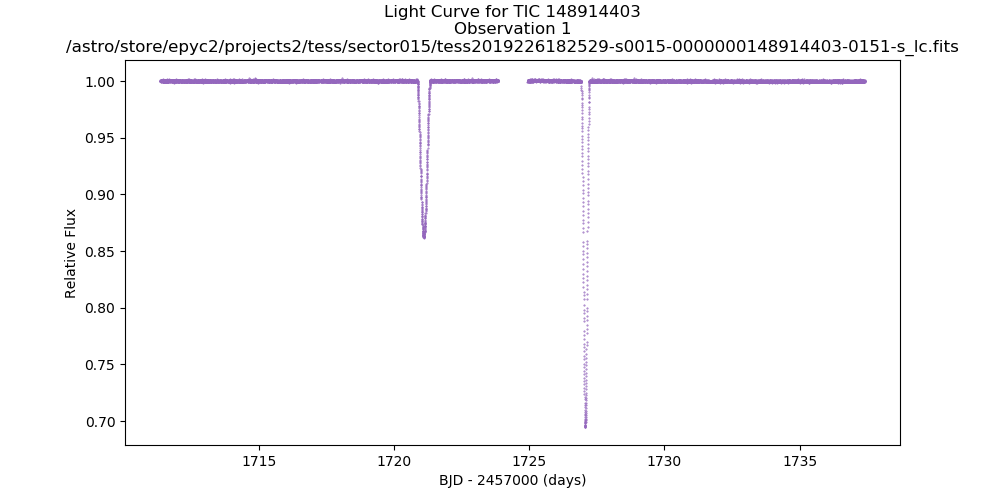 Light Curve for TIC 148914403
Observation 1
/astro/store/epyc2/projects2/tess/sector015/tess2019226182529-s0015-0000000148914403-0151-s_lc.fits
1.00
0.95
0.90
0.85
0.80
0.75
0.70
Relative Flux
1715
1720
1725
1730
1735
BJD - 2457000 (days)